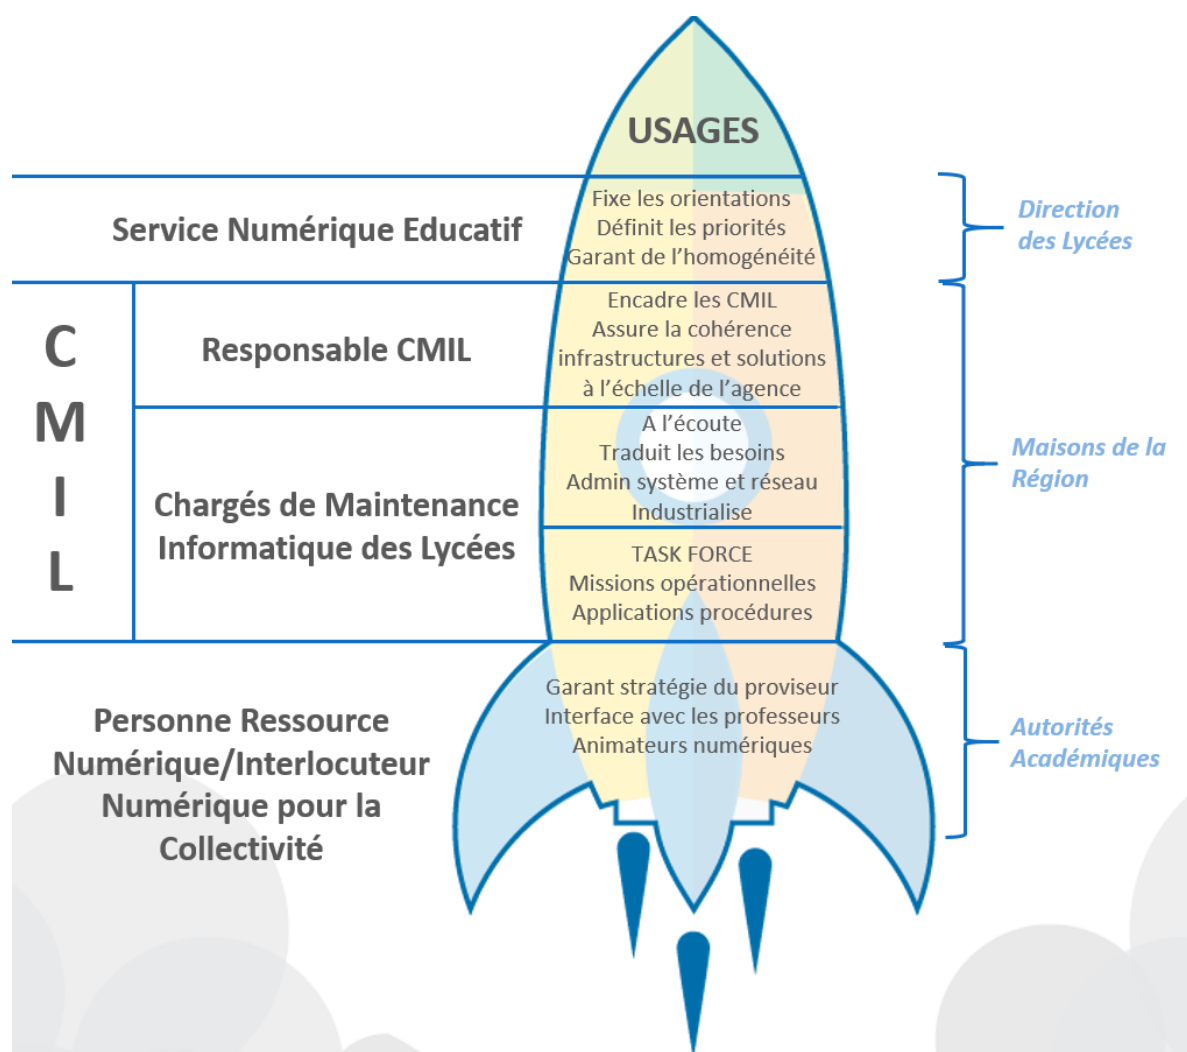 USAGES
Service Numérique Educatif
Fixe les orientations
Définit les priorités
Garant de l'homogénéité
Direction
des Lycées
C
M
I
L
Responsable CMIL
Encadre les CMIL
Assure la cohérence
infrastructures et solutions
à l'échelle de l'agence
Chargés de Maintenance
Informatique des Lycées
A l'écoute
Traduit les besoins
Admin système et réseau
Industrialise
TASK FORCE
Missions opérationnelles
Applications procédures
Maisons de la
Région
Personne Ressource
Numérique/Interlocuteur
Numérique pour la
Collectivité
Garant stratégie du proviseur
Interface avec les professeurs
Animateurs numériques
Autorités
Académiques